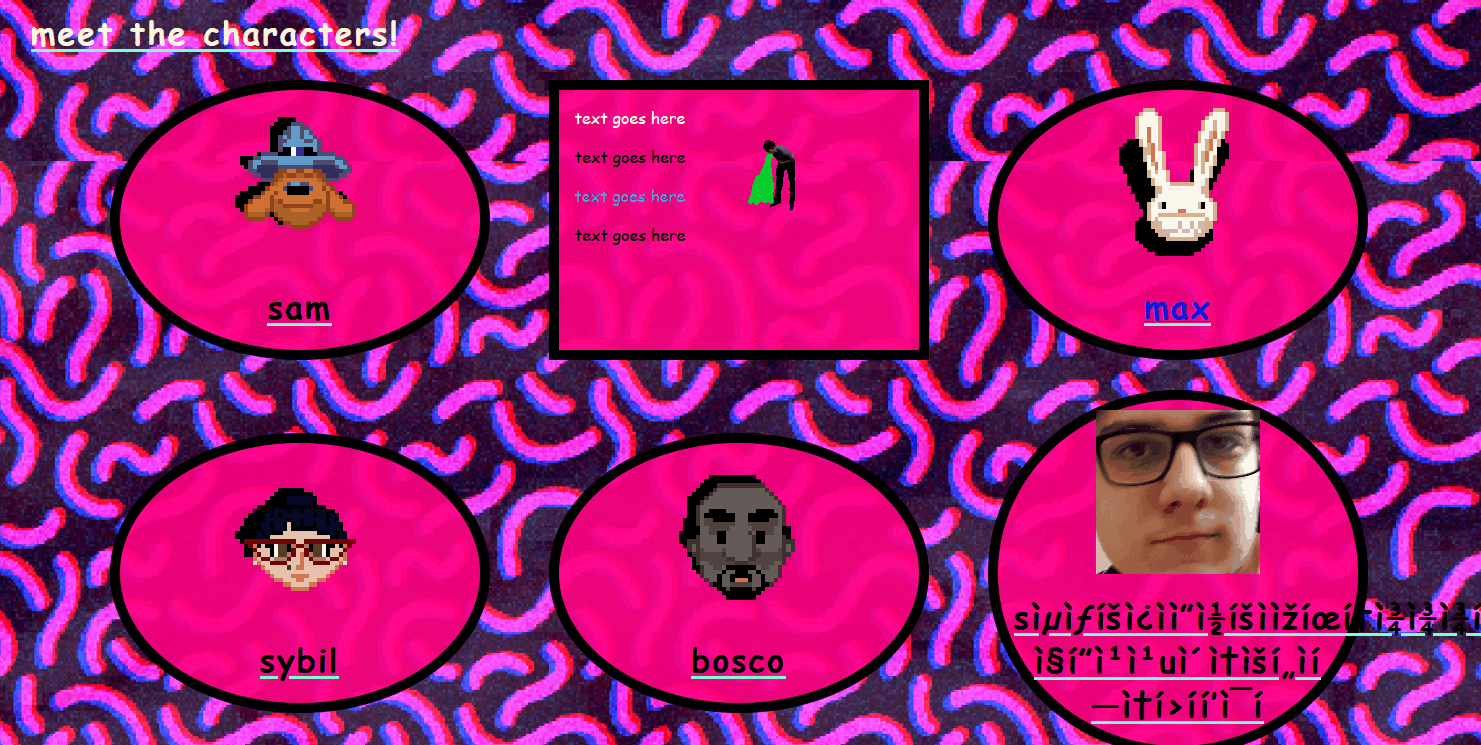 meet the characters!
text goes here
text goes here
text goes here
text goes here
sam
max
sybil
bosco